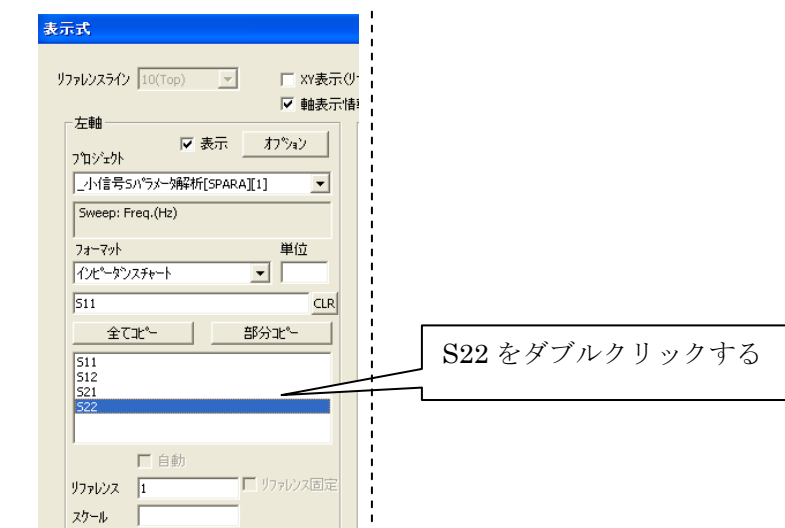 表示式
リファレンスライン 10(Top) XY表示(リ
軸表示情
左軸
表示 オプション
プロジェクト
_小信号Sパラメータ解析[SPARA][1]
Sweep: Freq.(Hz)
フォーマット 単位
インピーダンスチャート
S11 CLR
全てコピー 部分コピー
S11
S12
S21
S22
S22 をダブルクリックする
自動
リファレンス 1 リファレンス固定
スケール